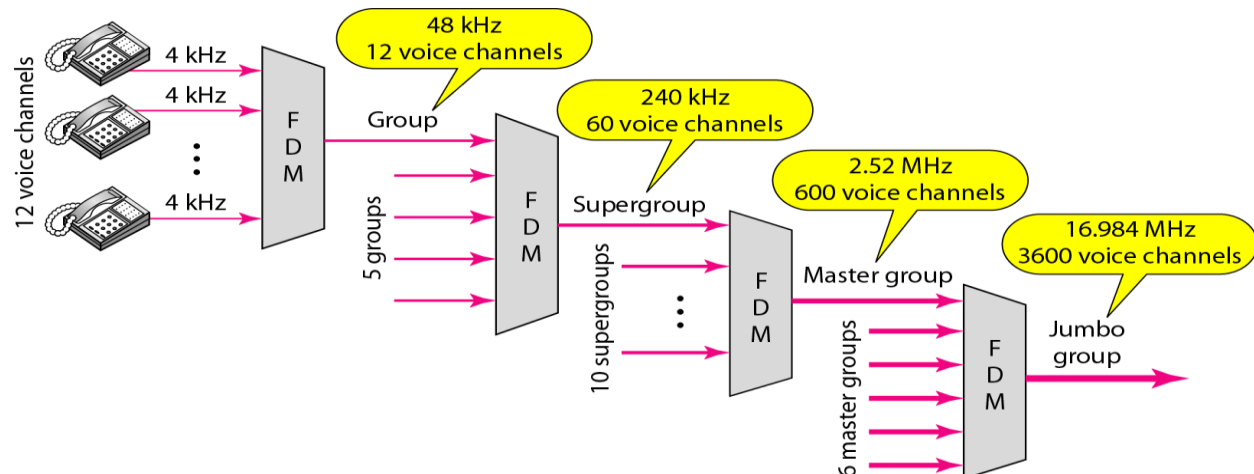 12 voice channels
4 kHz
4 kHz
4 kHz
F
D
M
48 kHz
12 voice channels
Group
5 groups
F
D
M
240 kHz
60 voice channels
Supergroup
10 supergroups
F
D
M
2.52 MHz
600 voice channels
Master group
6 master groups
F
D
M
16.984 MHz
3600 voice channels
Jumbo
group